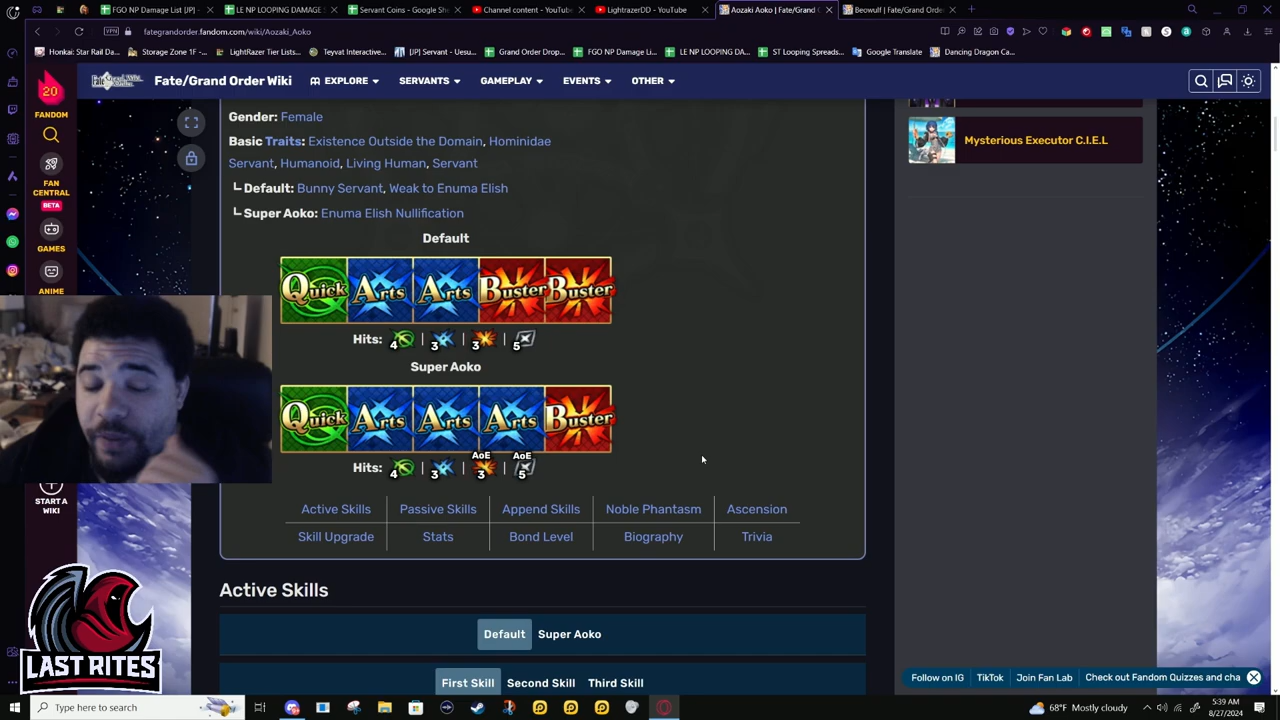 FGO NP Damage List [JP] -
LE NP LOOPING DAMAGE
Servant Coins - Google Sh
Channel content - YouTube
LightrazerDD - YouTube
Aozaki Aoko | Fate/Grand
Beowulf | Fate/Grand Orde
VPN
fategrandorder.fandom.com/wiki/Aozaki_Aoko
Honkai: Star Rail Da...
Storage Zone 1F -...
LightRazer Tier Lists...
Teyvat Interactive...
[JP] Servant - Uesu...
Grand Order Drop...
FGO NP Damage Li...
LE NP LOOPING DA...
ST Looping Spreads...
Google Translate
Dancing Dragon Ca...
20
FANDOM
FAN
CENTRAL
BETA
GAMES
ANIME
START A
WIKI
Fate/Grand Order Wiki
EXPLORE
SERVANTS
GAMEPLAY
EVENTS
OTHER
Gender: Female
Basic Traits: Existence Outside the Domain, Hominidae
Servant, Humanoid, Living Human, Servant
Default: Bunny Servant, Weak to Enuma Elish
Super Aoko: Enuma Elish Nullification
Default
Quick Arts Arts Buster Buster
Hits: 4 | 3 | 3 | 5
Super Aoko
Quick Arts Arts Arts Buster
AoE AoE
Hits: 4 | 3 | 3 | 5
Active Skills Passive Skills Append Skills Noble Phantasm Ascension
Skill Upgrade Stats Bond Level Biography Trivia
Active Skills
Default Super Aoko
First Skill Second Skill Third Skill
Mysterious Executor C.I.E.L
LAST RITES
Follow on IG TikTok Join Fan Lab Check out Fandom Quizzes and cha
Type here to search
68°F Mostly cloudy
5:39 AM
8/27/2024